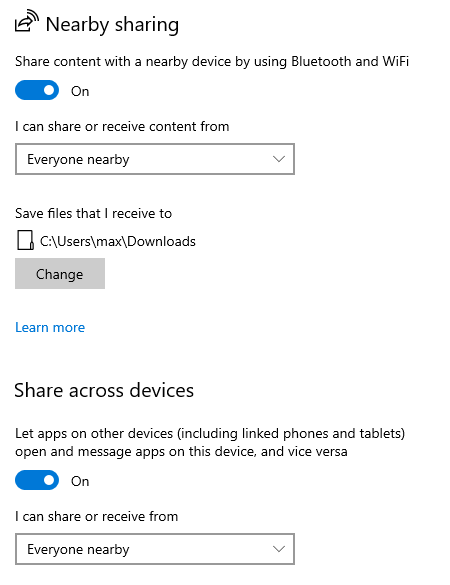 Nearby sharing
Share content with a nearby device by using Bluetooth and WiFi
On
I can share or receive content from
Everyone nearby
Save files that I receive to
C:\Users\max\Downloads
Change
Learn more
Share across devices
Let apps on other devices (including linked phones and tablets)
open and message apps on this device, and vice versa
On
I can share or receive from
Everyone nearby